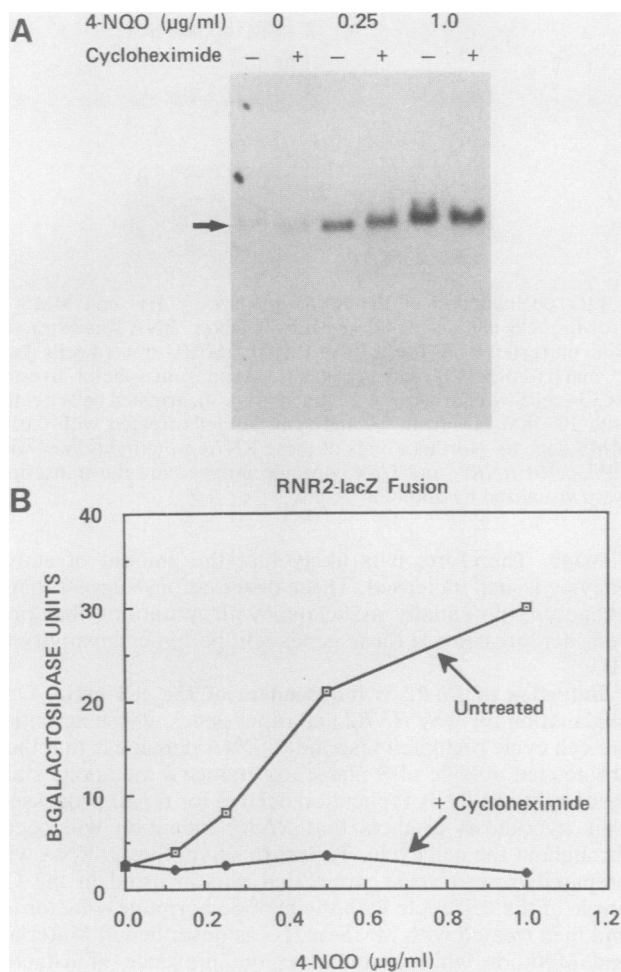 A
4-NQO (µg/ml) 0 0.25 1.0
Cycloheximide – + – + – +
B
RNR2-lacZ Fusion
40
30
20
10
0
0.0 0.2 0.4 0.6 0.8 1.0 1.2
Β-GALACTOSIDASE UNITS
Untreated
+ Cycloheximide
4-NQO (µg/ml)